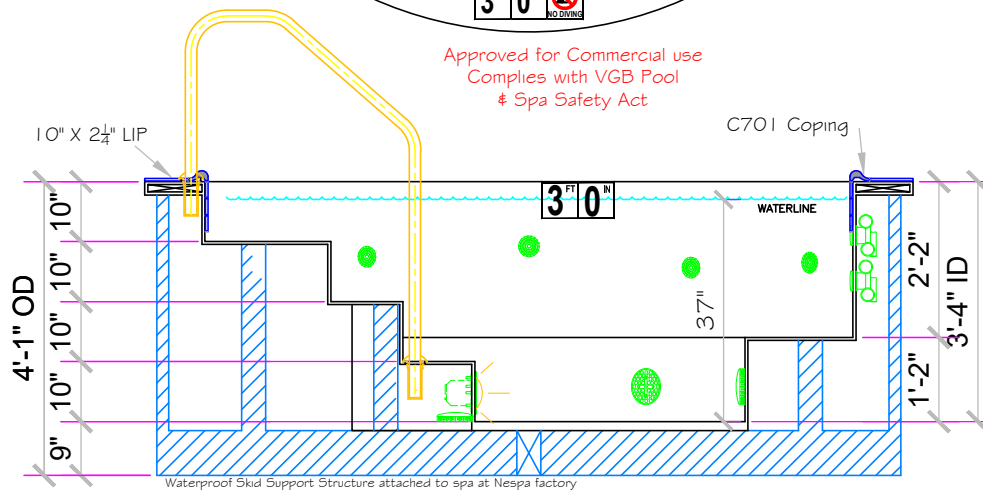 3 0
NO DIVING
Approved for Commercial use
Complies with VGB Pool
& Spa Safety Act
10" X 2¼" LIP
C701 Coping
3 FT 0 IN
WATERLINE
10"
10"
10"
10"
9"
4'-1" OD
37"
2'-2"
1'-2"
3'-4" ID
Waterproof Skid Support Structure attached to spa at Nespa factory